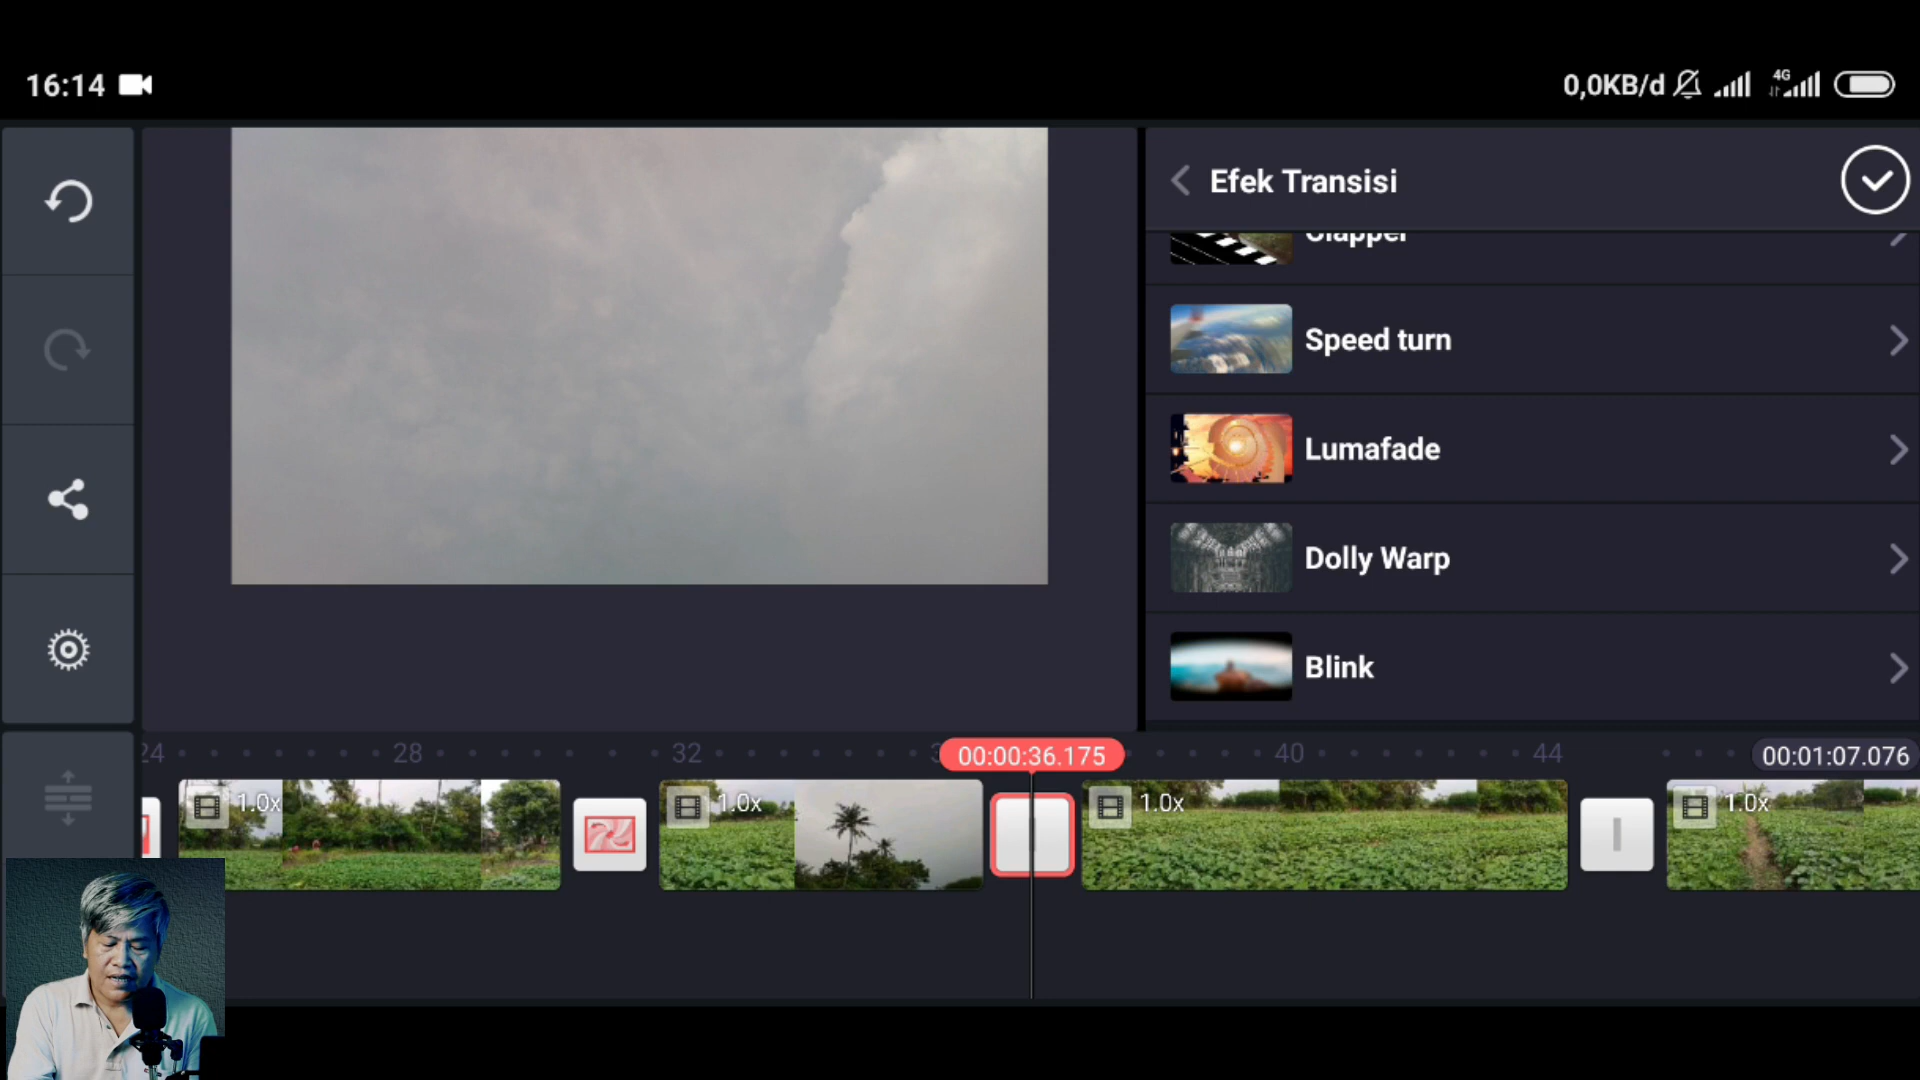 16:14
0,0KB/d
4G
Efek Transisi
Clapper
Speed turn
Lumafade
Dolly Warp
Blink
24
28
32
00:00:36.175
40
44
00:01:07.076
1.0x
1.0x
1.0x
1.0x